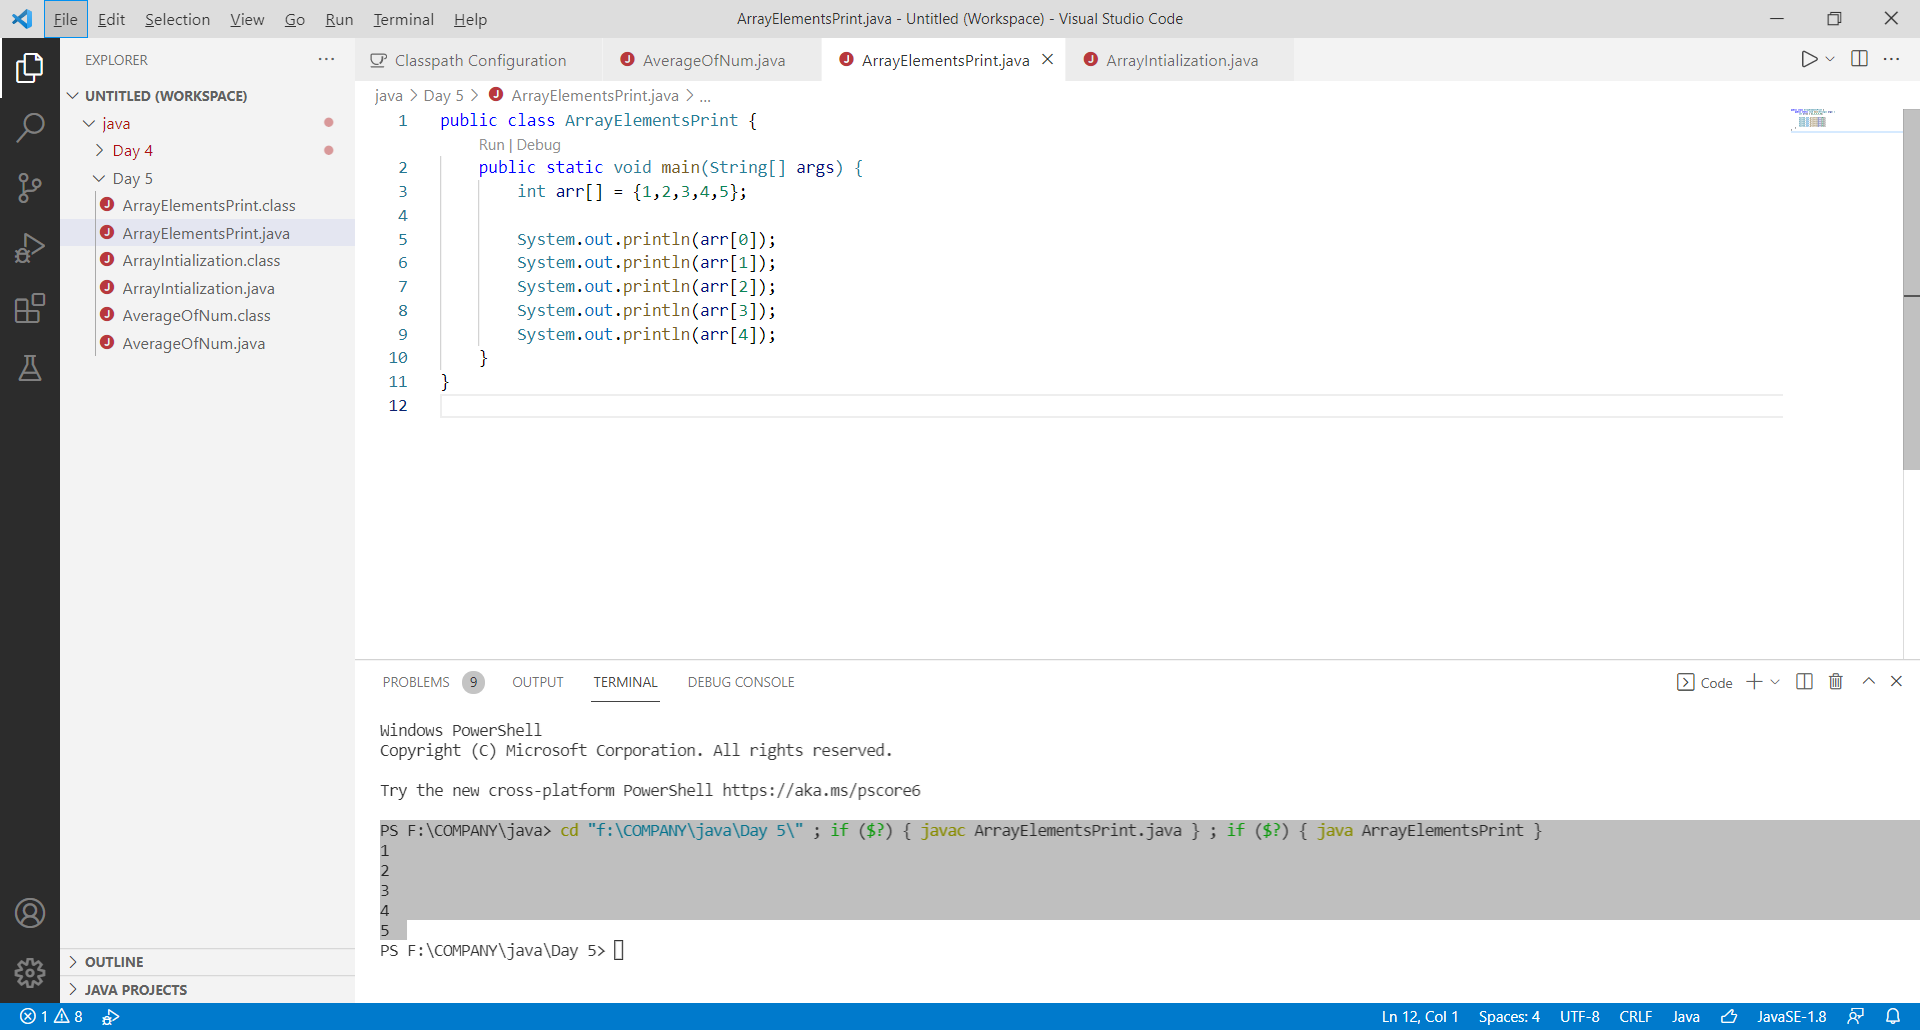 File Edit Selection View Go Run Terminal Help
ArrayElementsPrint.java - Untitled (Workspace) - Visual Studio Code
EXPLORER
UNTITLED (WORKSPACE)
java
Day 4
Day 5
ArrayElementsPrint.class
ArrayElementsPrint.java
ArrayIntialization.class
ArrayIntialization.java
AverageOfNum.class
AverageOfNum.java
OUTLINE
JAVA PROJECTS
Classpath Configuration
AverageOfNum.java
ArrayElementsPrint.java
ArrayIntialization.java
java > Day 5 > ArrayElementsPrint.java > ...
1 public class ArrayElementsPrint {
Run | Debug
2 public static void main(String[] args) {
3 int arr[] = {1,2,3,4,5};
4
5 System.out.println(arr[0]);
6 System.out.println(arr[1]);
7 System.out.println(arr[2]);
8 System.out.println(arr[3]);
9 System.out.println(arr[4]);
10 }
11 }
12
PROBLEMS 9 OUTPUT TERMINAL DEBUG CONSOLE
Code
Windows PowerShell
Copyright (C) Microsoft Corporation. All rights reserved.
Try the new cross-platform PowerShell https://aka.ms/pscore6
PS F:\COMPANY\java> cd "f:\COMPANY\java\Day 5\" ; if ($?) { javac ArrayElementsPrint.java } ; if ($?) { java ArrayElementsPrint }
1
2
3
4
5
PS F:\COMPANY\java\Day 5>
1 8
Ln 12, Col 1 Spaces: 4 UTF-8 CRLF Java JavaSE-1.8